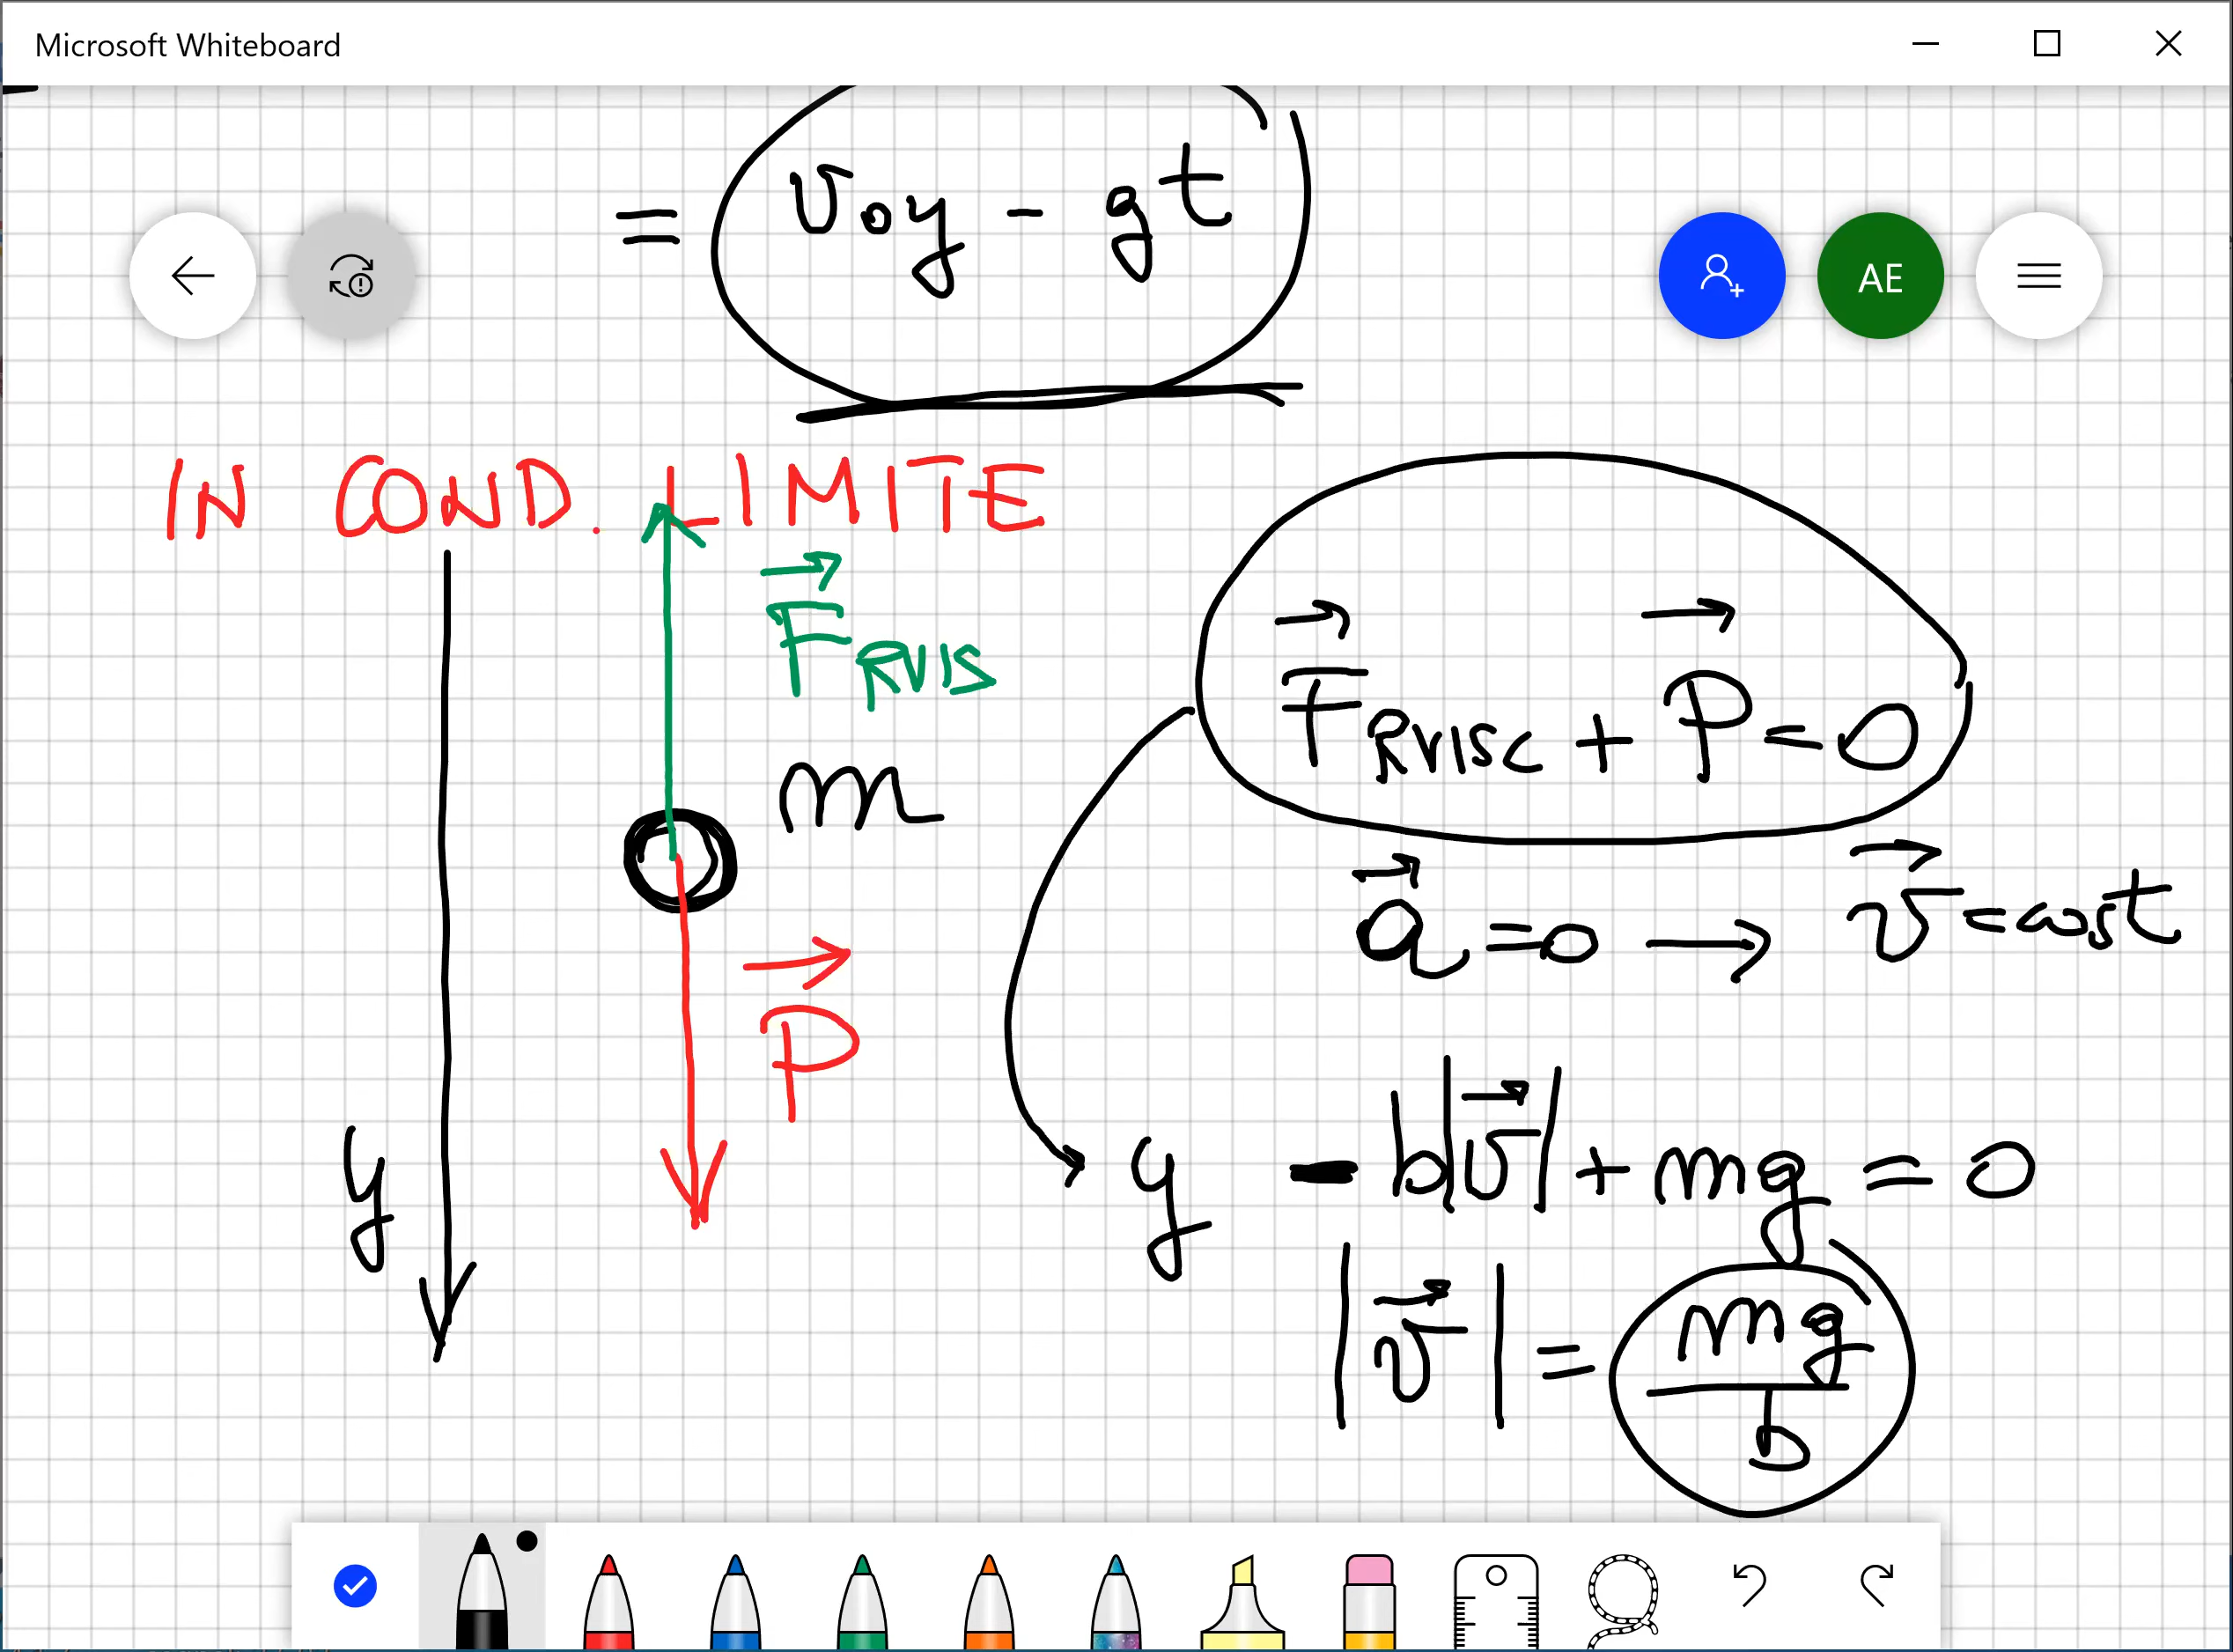 Microsoft Whiteboard
= v₀y - gt
AE
IN COND. LIMITE
F⃗RVIS
F⃗RVISC + P⃗ = 0
m
a⃗ = 0 → v⃗ = cost
P⃗
y
y - b|v⃗| + mg = 0
|v⃗| = mg/b